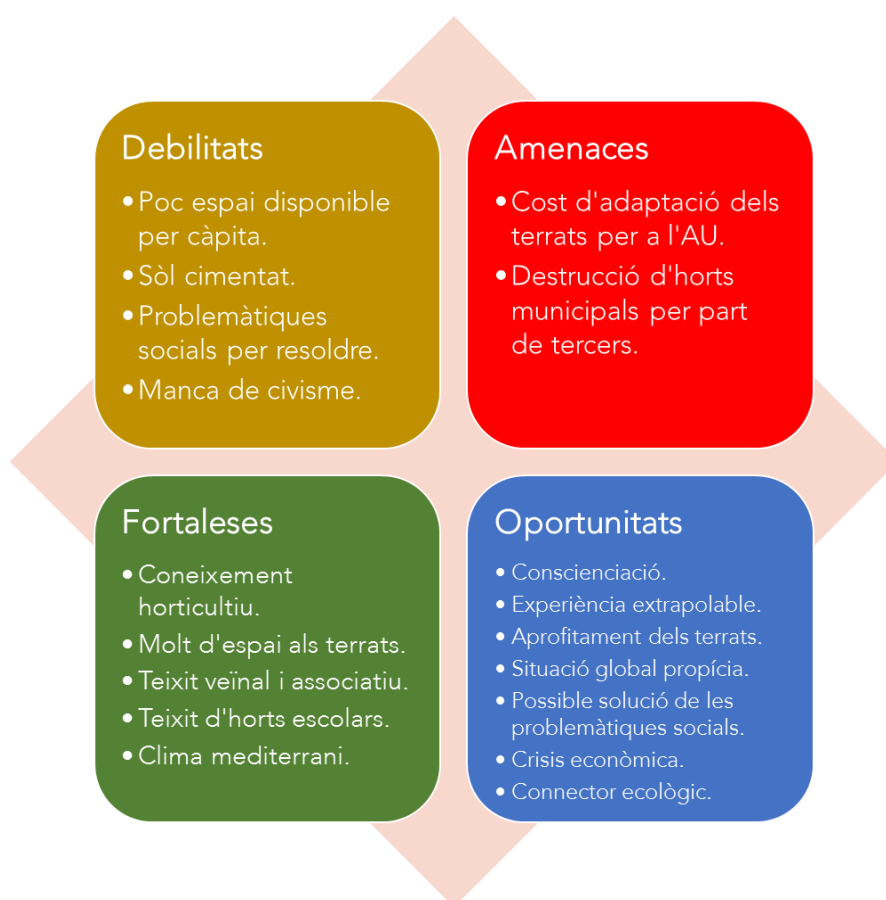 Debilitats
• Poc espai disponible
per càpita.
• Sòl cimentat.
• Problemàtiques
socials per resoldre.
• Manca de civisme.
Amenaces
• Cost d'adaptació dels
terrats per a l'AU.
• Destrucció d'horts
municipals per part
de tercers.
Fortaleses
• Coneixement
horticultiu.
• Molt d'espai als terrats.
• Teixit veïnal i associatiu.
• Teixit d'horts escolars.
• Clima mediterrani.
Oportunitats
• Conscienciació.
• Experiència extrapolable.
• Aprofitament dels terrats.
• Situació global propícia.
• Possible solució de les
problemàtiques socials.
• Crisis econòmica.
• Connector ecològic.